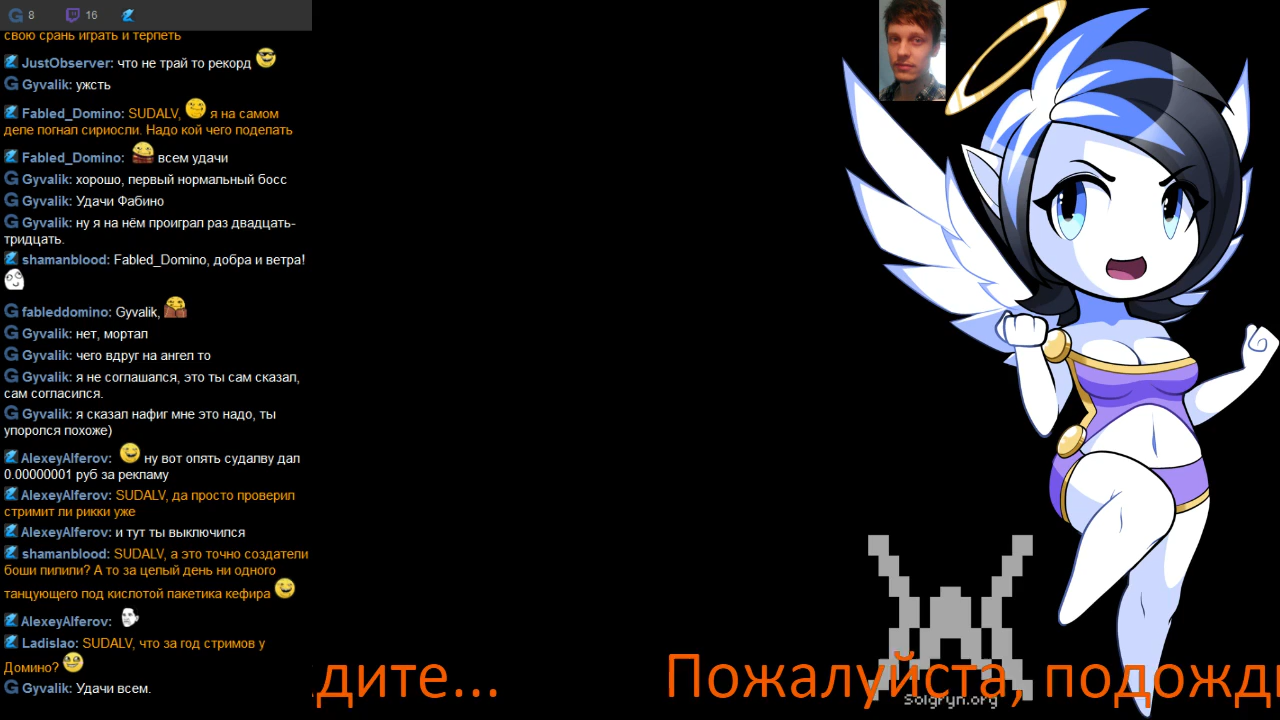 8 16
свою срань играть и терпеть
JustObserver: что не трай то рекорд
Gyvalik: ужсть
Fabled_Domino: SUDALV, я на самом
деле погнал сириосли. Надо кой чего поделать
Fabled_Domino: всем удачи
Gyvalik: хорошо, первый нормальный босс
Gyvalik: Удачи Фабино
Gyvalik: ну я на нём проиграл раз двадцать-
тридцать.
shamanblood: Fabled_Domino, добра и ветра!
fableddomino: Gyvalik,
Gyvalik: нет, мортал
Gyvalik: чего вдруг на ангел то
Gyvalik: я не соглашался, это ты сам сказал,
сам согласился.
Gyvalik: я сказал нафиг мне это надо, ты
упоролся похоже)
AlexeyAlferov: ну вот опять судалву дал
0.00000001 руб за рекламу
AlexeyAlferov: SUDALV, да просто проверил
стримит ли рикки уже
AlexeyAlferov: и тут ты выключился
shamanblood: SUDALV, а это точно создатели
боши пилили? А то за целый день ни одного
танцующего под кислотой пакетика кефира
AlexeyAlferov:
Ladislao: SUDALV, что за год стримов у
Домино?
Gyvalik: Удачи всем.
дите... Пожалуйста, подожд
Solgryn.org